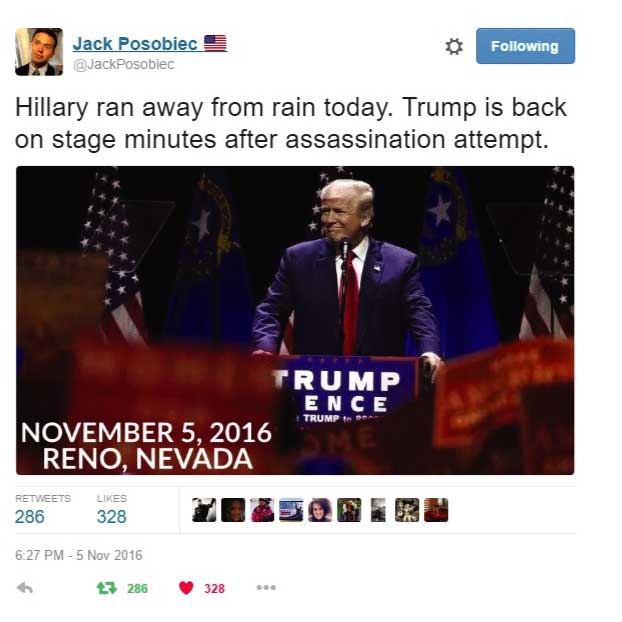 Jack Posobiec
@JackPosobiec
Following
Hillary ran away from rain today. Trump is back
on stage minutes after assassination attempt.
TRUMP
ENCE
TRUMP
NOVEMBER 5, 2016
RENO, NEVADA
RETWEETS
LIKES
286
328
6:27 PM - 5 Nov 2016
286
328